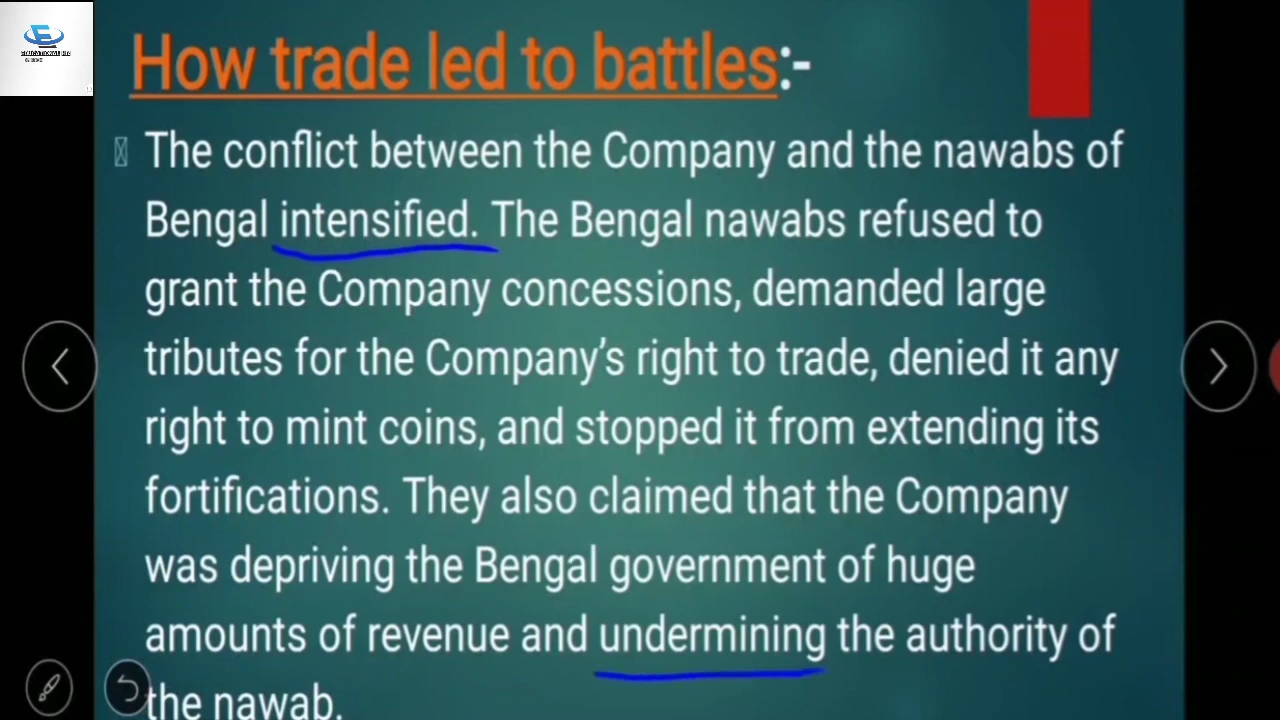 EDUCATIONAL BIZ
How trade led to battles:-
The conflict between the Company and the nawabs of
Bengal intensified. The Bengal nawabs refused to
grant the Company concessions, demanded large
tributes for the Company's right to trade, denied it any
right to mint coins, and stopped it from extending its
fortifications. They also claimed that the Company
was depriving the Bengal government of huge
amounts of revenue and undermining the authority of
the nawab.